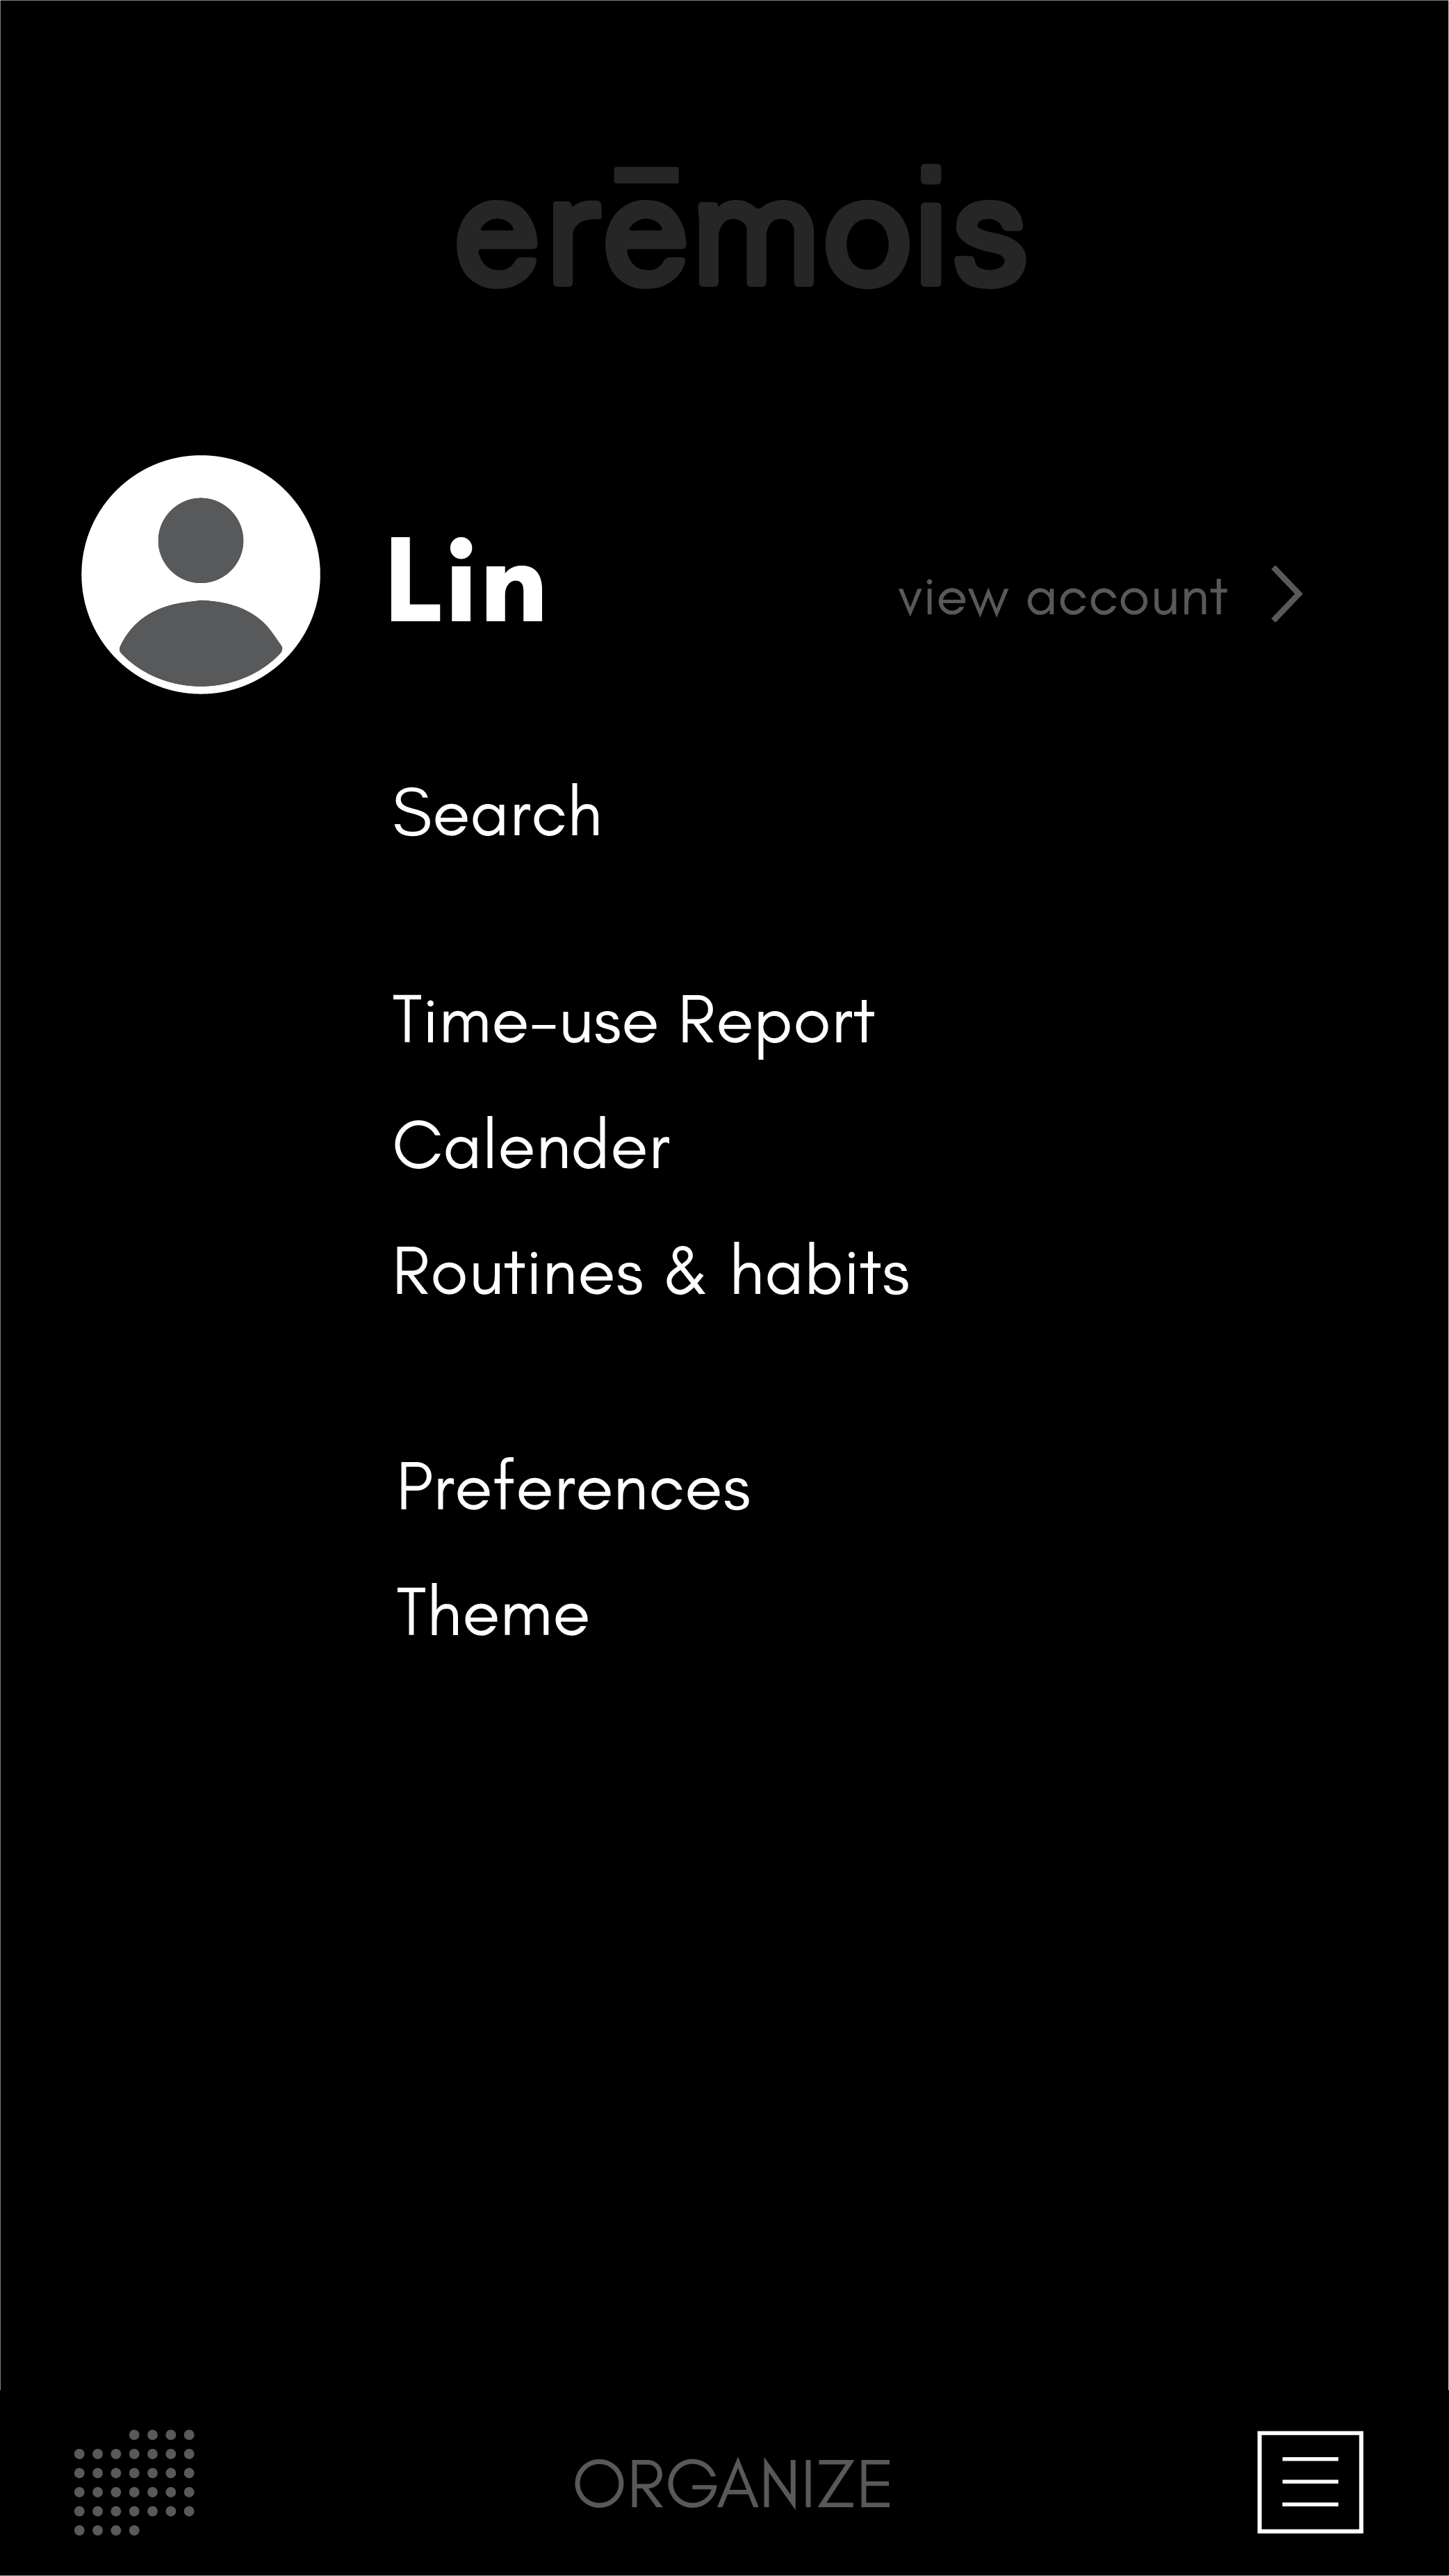 erēmois
Lin
view account
Search
Time-use Report
Calender
Routines & habits
Preferences
Theme
ORGANIZE